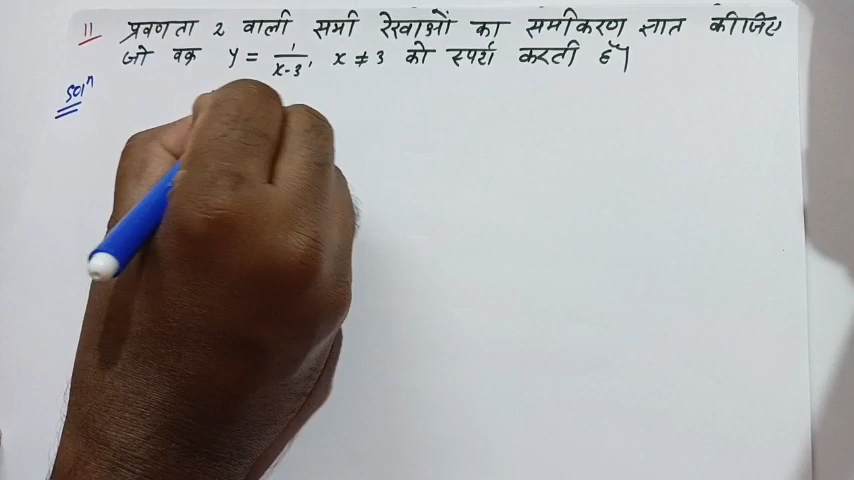 11 प्रवणता 2 वाली सभी रेखाओं का समीकरण ज्ञात कीजिए
जो वक्र y = 1/(x-3), x ≠ 3 को स्पर्श करती है।
solⁿ